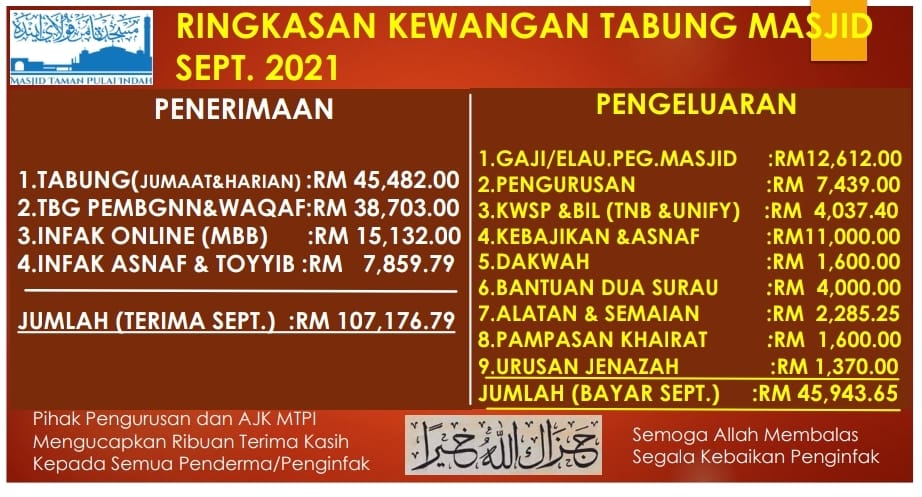 مسجد تامن فولاي اينده
MASJID TAMAN PULAI INDAH
RINGKASAN KEWANGAN TABUNG MASJID
SEPT. 2021
PENERIMAAN
1.TABUNG(JUMAAT&HARIAN) :RM 45,482.00
2.TBG PEMBGNN&WAQAF:RM 38,703.00
3.INFAK ONLINE (MBB) :RM 15,132.00
4.INFAK ASNAF & TOYYIB :RM 7,859.79
JUMLAH (TERIMA SEPT.) :RM 107,176.79
PENGELUARAN
1.GAJI/ELAU.PEG.MASJID :RM12,612.00
2.PENGURUSAN :RM 7,439.00
3.KWSP &BIL (TNB &UNIFY) :RM 4,037.40
4.KEBAJIKAN &ASNAF :RM11,000.00
5.DAKWAH :RM 1,600.00
6.BANTUAN DUA SURAU :RM 4,000.00
7.ALATAN & SEMAIAN :RM 2,285.25
8.PAMPASAN KHAIRAT :RM 1,600.00
9.URUSAN JENAZAH :RM 1,370.00
JUMLAH (BAYAR SEPT.) :RM 45,943.65
Pihak Pengurusan dan AJK MTPI
Mengucapkan Ribuan Terima Kasih
Kepada Semua Penderma/Penginfak
جزاك الله خيرا
Semoga Allah Membalas
Segala Kebaikan Penginfak